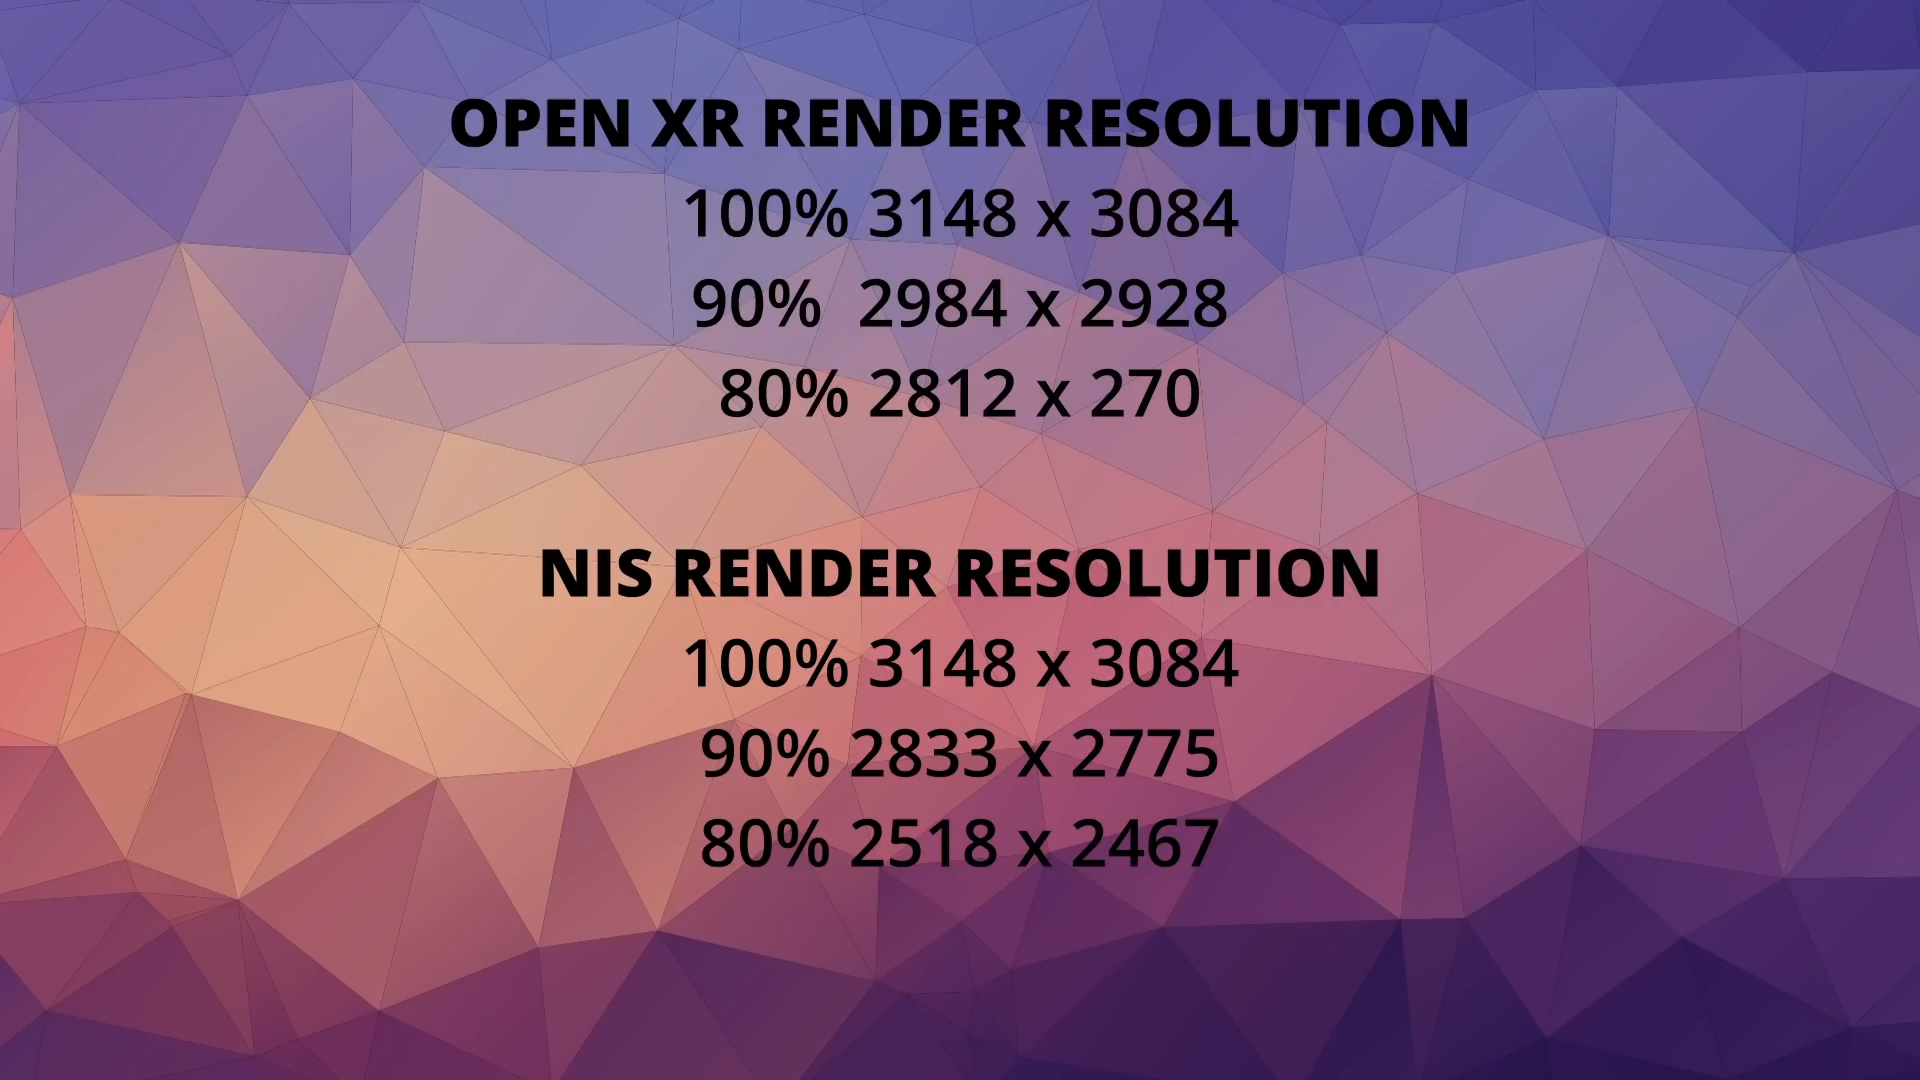 OPEN XR RENDER RESOLUTION
100% 3148 x 3084
90% 2984 x 2928
80% 2812 x 270
NIS RENDER RESOLUTION
100% 3148 x 3084
90% 2833 x 2775
80% 2518 x 2467